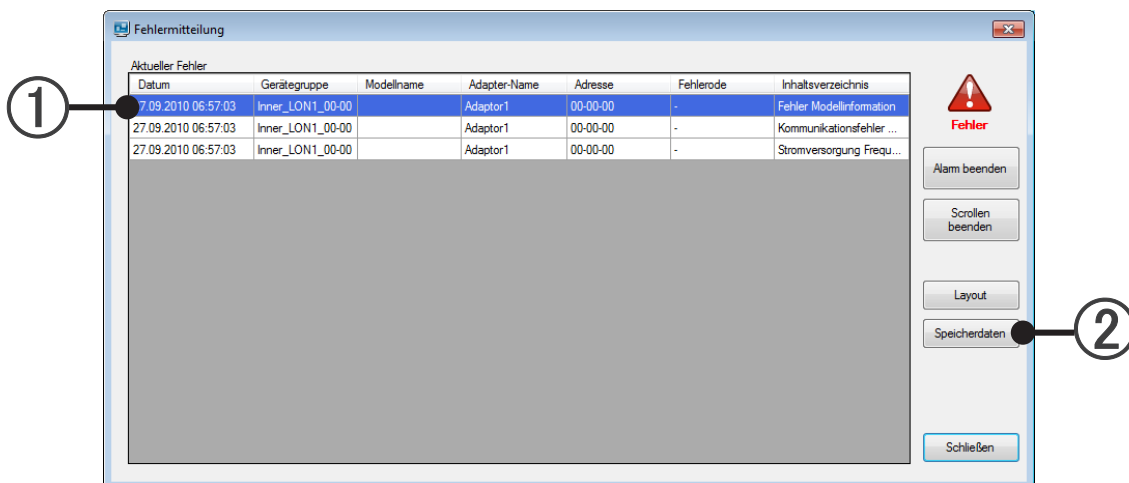 Fehlermitteilung
Aktueller Fehler
Datum Gerätegruppe Modellname Adapter-Name Adresse Fehlerode Inhaltsverzeichnis
7.09.2010 06:57:03 Inner_LON1_00-00 Adaptor1 00-00-00 - Fehler Modellinformation
27.09.2010 06:57:03 Inner_LON1_00-00 Adaptor1 00-00-00 - Kommunikationsfehler ...
27.09.2010 06:57:03 Inner_LON1_00-00 Adaptor1 00-00-00 - Stromversorgung Frequ...
Fehler
Alarm beenden
Scrollen
beenden
Layout
Speicherdaten
Schließen
1
2